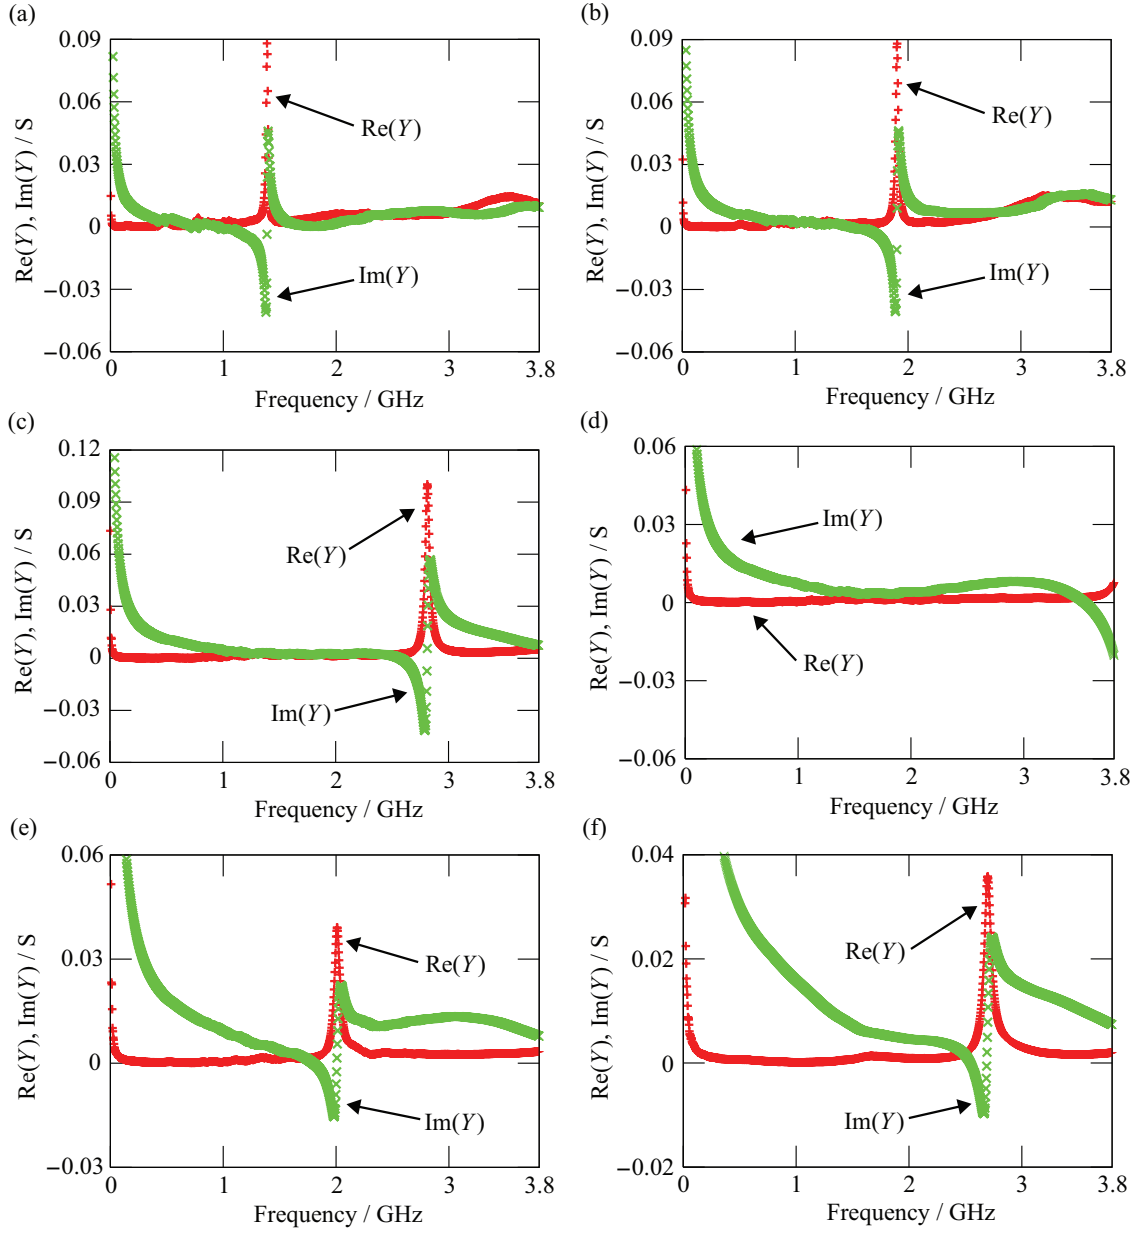 (a)
0.09
0.06
0.03
0
−0.03
−0.06
Re(Y), Im(Y) / S
Re(Y)
Im(Y)
0 1 2 3 3.8
Frequency / GHz
(b)
0.09
0.06
0.03
0
−0.03
−0.06
Re(Y), Im(Y) / S
Re(Y)
Im(Y)
0 1 2 3 3.8
Frequency / GHz
(c)
0.12
0.09
0.06
0.03
0
−0.03
−0.06
Re(Y), Im(Y) / S
Re(Y)
Im(Y)
0 1 2 3 3.8
Frequency / GHz
(d)
0.06
0.03
0
−0.03
−0.06
Re(Y), Im(Y) / S
Im(Y)
Re(Y)
0 1 2 3 3.8
Frequency / GHz
(e)
0.06
0.03
0
−0.03
Re(Y), Im(Y) / S
Re(Y)
Im(Y)
0 1 2 3 3.8
Frequency / GHz
(f)
0.04
0.02
0
−0.02
Re(Y), Im(Y) / S
Re(Y)
Im(Y)
0 1 2 3 3.8
Frequency / GHz